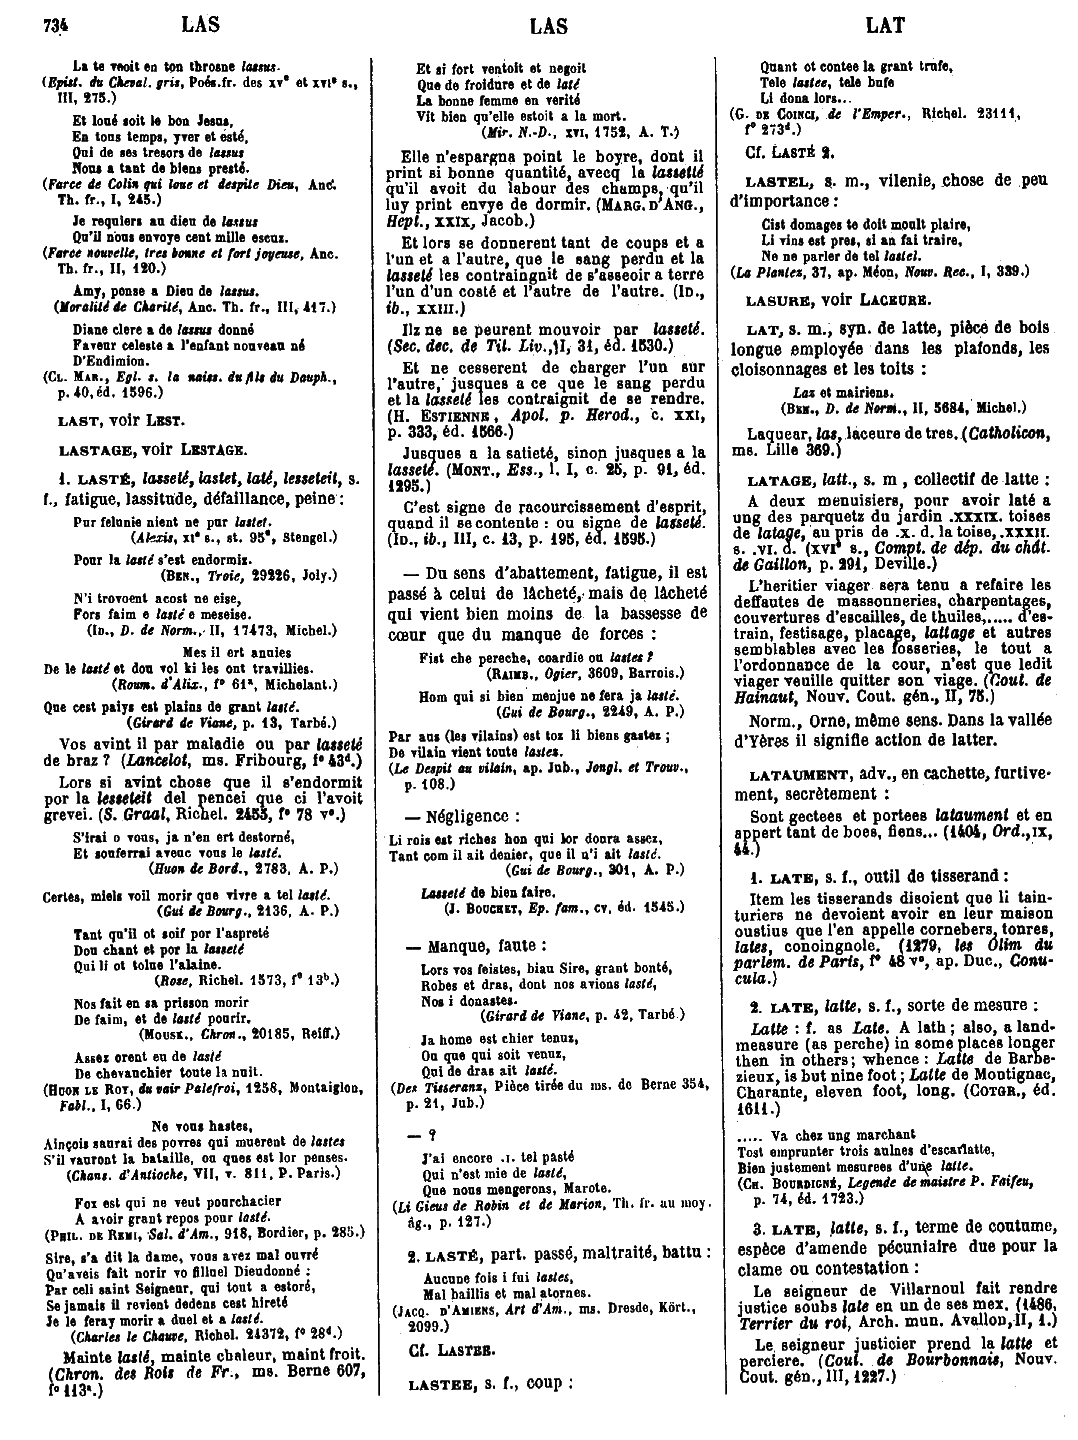 734 LAS LAS LAT
La te voit en ton throsne lassus.
(Epist. du Cheval. gris, Poés. fr. des xv° et xvi° s.,
III, 275.)
Et loué soit le bon Jesus,
En tous temps, yver et esté,
Qui de ses tresors de lassus
Nous a tant de biens presté.
(Farce de Colin qui loue et despite Dieu, Anc.
Th. fr., I, 245.)
Je requiers au dieu de lassus
Qu'il nous envoye cent mille escuz.
(Farce nouvelle, tres bonne et fort joyeuse, Anc.
Th. fr., II, 120.)
Amy, ponse a Dieu de lassus.
(Moralité de Charité, Anc. Th. fr., III, 417.)
Diane clere a de lassus donné
Faveur celeste a l'enfant nouveau né
D'Endimion.
(CL. MAR., Egl. s. la naiss. du fils du Dauph.,
p. 40, éd. 1596.)
LAST, voir LEST.
LASTAGE, voir LESTAGE.
1. LASTÉ, lasseté, lastet, laté, lesseteit, s.
f., fatigue, lassitude, défaillance, peine :
Pur felunie nient ne pur lastet.
(Alexis, xi° s., st. 95°, Stengel.)
Pour la lasté s'est endormiz.
(BEN., Troie, 29226, Joly.)
N'i trovoent acost ne eise,
Fors faim e lasté e meseise.
(ID., D. de Norm., II, 17473, Michel.)
Mes il ert anuies
De le lasté et dou vol ki les ont travillies.
(Roum. d'Alix., f° 61ª, Michelant.)
Que cest païys est plains de grant lasté.
(Girard de Viane, p. 13, Tarbé.)
Vos avint il par maladie ou par lasseté
de braz ? (Lancelot, ms. Fribourg, f° 43d.)
Lors si avint chose que il s'endormit
por la lesseteit del pencei que ci l'avoit
grevei. (S. Graal, Richel. 2455, f° 78 v°.)
S'irai o vous, ja n'en ert destorné,
Et souferrai avenc vous le lasté.
(Huon de Bord., 2783, A. P.)
Certes, miels voil morir que vivre a tel lasté.
(Gui de Bourg., 2136, A. P.)
Tant qu'il ot soif por l'aspreté
Dou chant et por la lasseté
Qui li ot tolue l'alaine.
(Rose, Richel. 1573, f° 13b.)
Nos fait en sa prisson morir
De faim, et de lasté pourir.
(MOUSK., Chron., 20185, Reiff.)
Assez orent eu de lasté
De chevauchier toute la nuit.
(HUON LE ROY, du vair Palefroi, 1258, Montaiglon,
Fabl., I, 66.)
Ne vous hastes,
Ainçois saurai des povres qui muerent de lastes
S'il vauront la bataille, ou ques est lor penses.
(Chans. d'Antioche, VII, v. 811, P. Paris.)
Fox est qui ne veut pourchacier
A avoir grant repos pour lasté.
(PHIL. DE REMI, Sal. d'Am., 918, Bordier, p. 285.)
Sire, s'a dit la dame, vous avez mal ouvré
Qu'aveis fait norir vo filluel Dieudonné :
Par celi saint Seigneur, qui tout a estoré,
Se jamais il revient dedens cest hireté
Je le feray morir a duel et a lasté.
(Charles le Chauve, Richel. 24372, f° 28d.)
Mainte lasté, mainte chaleur, maint froit.
(Chron. des Rois de Fr., ms. Berne 607,
f° 113ª.)
Et si fort ventoit et negoit
Que de froidure et de laté
La bonne femme en verité
Vit bien qu'elle estoit a la mort.
(Mir. N.-D., xvi, 1752, A. T.)
Elle n'espargna point le boyre, dont il
print si bonne quantité, avecq la lassetté
qu'il avoit du labour des champs, qu'il
luy print envye de dormir. (MARG. D'ANG.,
Hept., XXIX, Jacob.)
Et lors se donnerent tant de coups et a
l'un et a l'autre, que le sang perdu et la
lasseté les contraingnit de s'asseoir a terre
l'un d'un costé et l'autre de l'autre. (ID.,
ib., XXIII.)
Ilz ne se peurent mouvoir par lasseté.
(Sec. dec. de Tit. Liv., I, 31, éd. 1530.)
Et ne cesserent de charger l'un sur
l'autre, jusques a ce que le sang perdu
et la lasseté les contraignit de se rendre.
(H. ESTIENNE, Apol. p. Herod., c. XXI,
p. 333, éd. 1566.)
Jusques a la satieté, sinon jusques a la
lasseté. (MONT., Ess., l. I, c. 25, p. 91, éd.
1295.)
C'est signe de racourcissement d'esprit,
quand il se contente : ou signe de lasseté.
(ID., ib., III, c. 13, p. 195, éd. 1595.)
— Du sens d'abattement, fatigue, il est
passé à celui de lâcheté, mais de lâcheté
qui vient bien moins de la bassesse de
cœur que du manque de forces :
Fist che pereche, coardie ou lastes ?
(RAIMB., Ogier, 3609, Barrois.)
Hom qui si bien menjue ne fera ja lasté.
(Gui de Bourg., 2249, A. P.)
Par aus (les vilains) est toz li biens gastez ;
De vilain vient toute lastez.
(Le Despit au vilain, ap. Jub., Jongl. et Trouv.,
p. 108.)
— Négligence :
Li rois est riches hon qui lor donra assez,
Tant com il ait denier, que il n'i ait lasté.
(Gui de Bourg., 301, A. P.)
Lasseté de bien faire.
(J. BOUCHET, Ep. fam., CV, éd. 1545.)
— Manque, faute :
Lors vos feistes, biau Sire, grant bonté,
Robes et dras, dont nos avions lasté,
Nos i donastes.
(Girard de Viane, p. 42, Tarbé.)
Ja home est chier tenuz,
Ou que qui soit venuz,
Qui de dras ait lasté.
(Des Tisseranz, Pièce tirée du ms. de Berne 354,
p. 21, Jub.)
— ?
J'ai encore .I. tel pasté
Qui n'est mie de lasté,
Que nous mengerons, Marote.
(Li Gieus de Robin et de Marion, Th. fr. au moy.
âg., p. 127.)
2. LASTÉ, part. passé, maltraité, battu :
Aucune fois i fui lastes,
Mal baillis et mal atornes.
(JACQ. D'AMIENS, Art d'Am., ms. Dresde, Kört.,
2099.)
Cf. LASTER.
LASTEE, s. f., coup :
Quant ot contee la grant trufe,
Tele lastee, tele bufe
Li dona lors...
(G. DE COINCI, de l'Emper., Richel. 23111,
f° 273d.)
Cf. LASTÉ 2.
LASTEL, s. m., vilenie, chose de peu
d'importance :
Cist domages te doit moult plaire,
Li vins est pres, si an fai traire,
Ne ne parler de tel lastel.
(La Plantez, 37, ap. Méon, Nouv. Rec., I, 339.)
LASURE, voir LACEURE.
LAT, s. m., syn. de latte, pièce de bois
longue employée dans les plafonds, les
cloisonnages et les toits :
Laz et mairiens.
(BEN., D. de Norm., II, 5684, Michel.)
Laquear, las, laceure de tres. (Catholicon,
ms. Lille 369.)
LATAGE, latt., s. m, collectif de latte :
A deux menuisiers, pour avoir laté a
ung des parquetz du jardin .XXXIX. toises
de latage, au pris de .x. d. la toise, .XXXII.
s. .VI. d. (XVI° s., Compt. de dép. du chât.
de Gaillon, p. 291, Deville.)
L'heritier viager sera tenu a refaire les
deffautes de massonneries, charpentages,
couvertures d'escailles, de thuiles,..... d'es-
train, festisage, placage, lattage et autres
semblables avec les fosseries, le tout a
l'ordonnance de la cour, n'est que ledit
viager veuille quitter son viage. (Cout. de
Hainaut, Nouv. Cout. gén., II, 75.)
Norm., Orne, même sens. Dans la vallée
d'Yères il signifie action de latter.
LATAUMENT, adv., en cachette, furtive-
ment, secrètement :
Sont gectees et portees lataument et en
appert tant de boes, fiens... (1404, Ord., IX,
44.)
1. LATE, s. f., outil de tisserand :
Item les tisserands disoient que li tain-
turiers ne devoient avoir en leur maison
oustius que l'en appelle cornebers, tonres,
lates, conoingnole. (1279, les Olim du
parlem. de Paris, f° 48 v°, ap. Duc., Conu-
cula.)
2. LATE, latte, s. f., sorte de mesure :
Latte : f. as Late. A lath ; also, a land-
measure (as perche) in some places longer
then in others ; whence : Latte de Barbe-
zieux, is but nine foot ; Latte de Montignac,
Charante, eleven foot, long. (COTGR., éd.
1611.)
..... Va chez ung marchant
Tost emprunter trois aulnes d'escarlatte,
Bien justement mesurees d'une latte.
(CH. BOURDIGNÉ, Legende de maistre P. Faifeu,
p. 74, éd. 1723.)
3. LATE, latte, s. f., terme de coutume,
espèce d'amende pécuniaire due pour la
clame ou contestation :
Le seigneur de Villarnoul fait rendre
justice soubs late en un de ses mex. (1486,
Terrier du roi, Arch. mun. Avallon, II, 1.)
Le seigneur justicier prend la latte et
perciere. (Cout. de Bourbonnais, Nouv.
Cout. gén., III, 1227.)